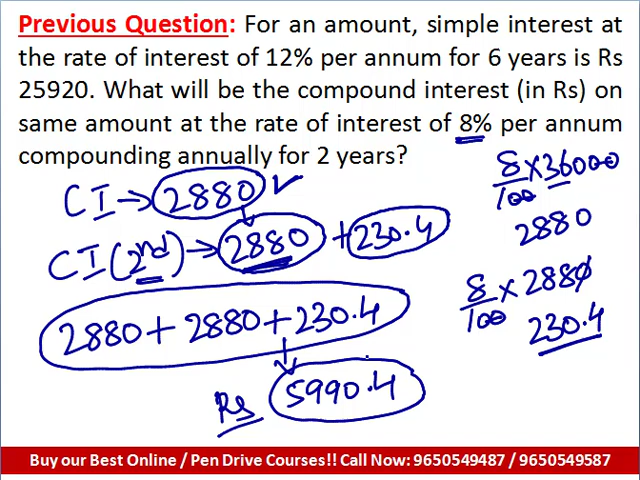 Previous Question: For an amount, simple interest at
the rate of interest of 12% per annum for 6 years is Rs
25920. What will be the compound interest (in Rs) on
same amount at the rate of interest of 8% per annum
compounding annually for 2 years?
8/100 × 36000
CI → 2880 ✓
2880
CI (2nd) → 2880 + 230.4
8/100 × 2880
230.4
2880 + 2880 + 230.4
Rs 5990.4
Buy our Best Online / Pen Drive Courses!! Call Now: 9650549487 / 9650549587